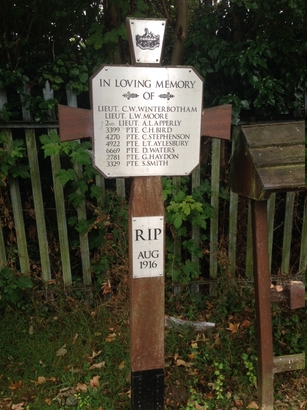 IN LOVING MEMORY
OF
LIEUT. C.W. WINTERBOTHAM
LIEUT. L.W. MOORE
2ND LIEUT. A.L. APPERLY
3399 PTE C.H. BIRD
4270 PTE C. STEPHENSON
4922 PTE L.T. AYLESBURY
6669 PTE D. WATERS
2781 PTE G. HAYDON
3329 PTE S. SMITH
RIP
AUG
1916